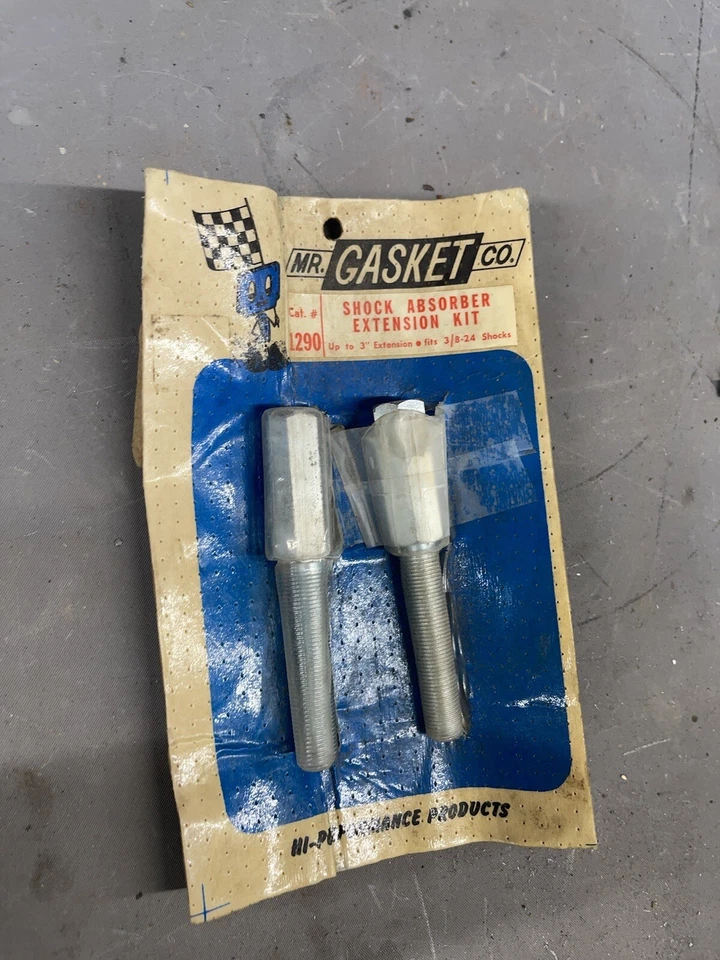 MR. GASKET CO.
Cat. #
1290
SHOCK ABSORBER
EXTENSION KIT
Up to 3" Extension • fits 3/8-24 Shocks
HI-PERFORMANCE PRODUCTS